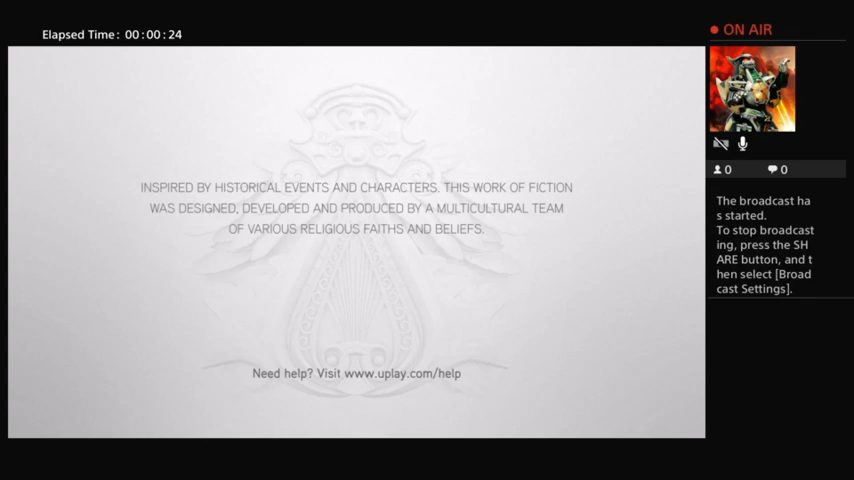 Elapsed Time: 00:00:24
ON AIR
INSPIRED BY HISTORICAL EVENTS AND CHARACTERS. THIS WORK OF FICTION
WAS DESIGNED, DEVELOPED AND PRODUCED BY A MULTICULTURAL TEAM
OF VARIOUS RELIGIOUS FAITHS AND BELIEFS.
Need help? Visit www.uplay.com/help
0 0
The broadcast ha
s started.
To stop broadcast
ing, press the SH
ARE button, and t
hen select [Broad
cast Settings].